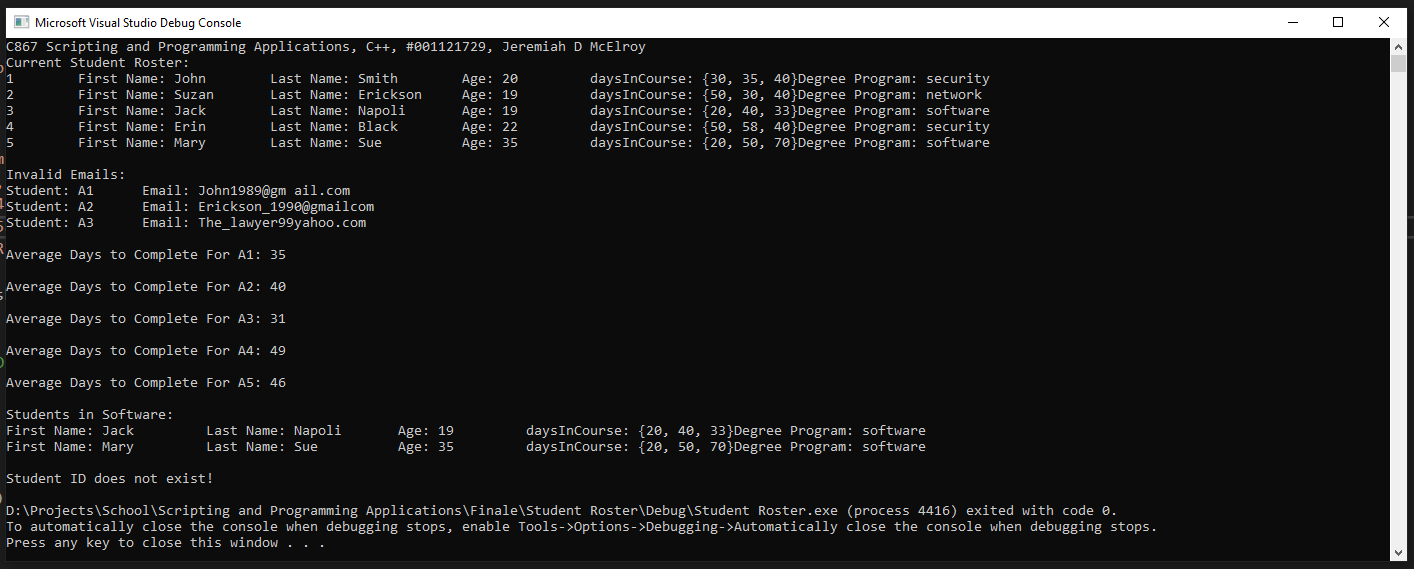 Microsoft Visual Studio Debug Console
C867 Scripting and Programming Applications, C++, #001121729, Jeremiah D McElroy
Current Student Roster:
1 First Name: John Last Name: Smith Age: 20 daysInCourse: {30, 35, 40}Degree Program: security
2 First Name: Suzan Last Name: Erickson Age: 19 daysInCourse: {50, 30, 40}Degree Program: network
3 First Name: Jack Last Name: Napoli Age: 19 daysInCourse: {20, 40, 33}Degree Program: software
4 First Name: Erin Last Name: Black Age: 22 daysInCourse: {50, 58, 40}Degree Program: security
5 First Name: Mary Last Name: Sue Age: 35 daysInCourse: {20, 50, 70}Degree Program: software
Invalid Emails:
Student: A1 Email: John1989@gm ail.com
Student: A2 Email: Erickson_1990@gmailcom
Student: A3 Email: The_lawyer99yahoo.com
Average Days to Complete For A1: 35
Average Days to Complete For A2: 40
Average Days to Complete For A3: 31
Average Days to Complete For A4: 49
Average Days to Complete For A5: 46
Students in Software:
First Name: Jack Last Name: Napoli Age: 19 daysInCourse: {20, 40, 33}Degree Program: software
First Name: Mary Last Name: Sue Age: 35 daysInCourse: {20, 50, 70}Degree Program: software
Student ID does not exist!
D:\Projects\School\Scripting and Programming Applications\Finale\Student Roster\Debug\Student Roster.exe (process 4416) exited with code 0.
To automatically close the console when debugging stops, enable Tools->Options->Debugging->Automatically close the console when debugging stops.
Press any key to close this window . . .